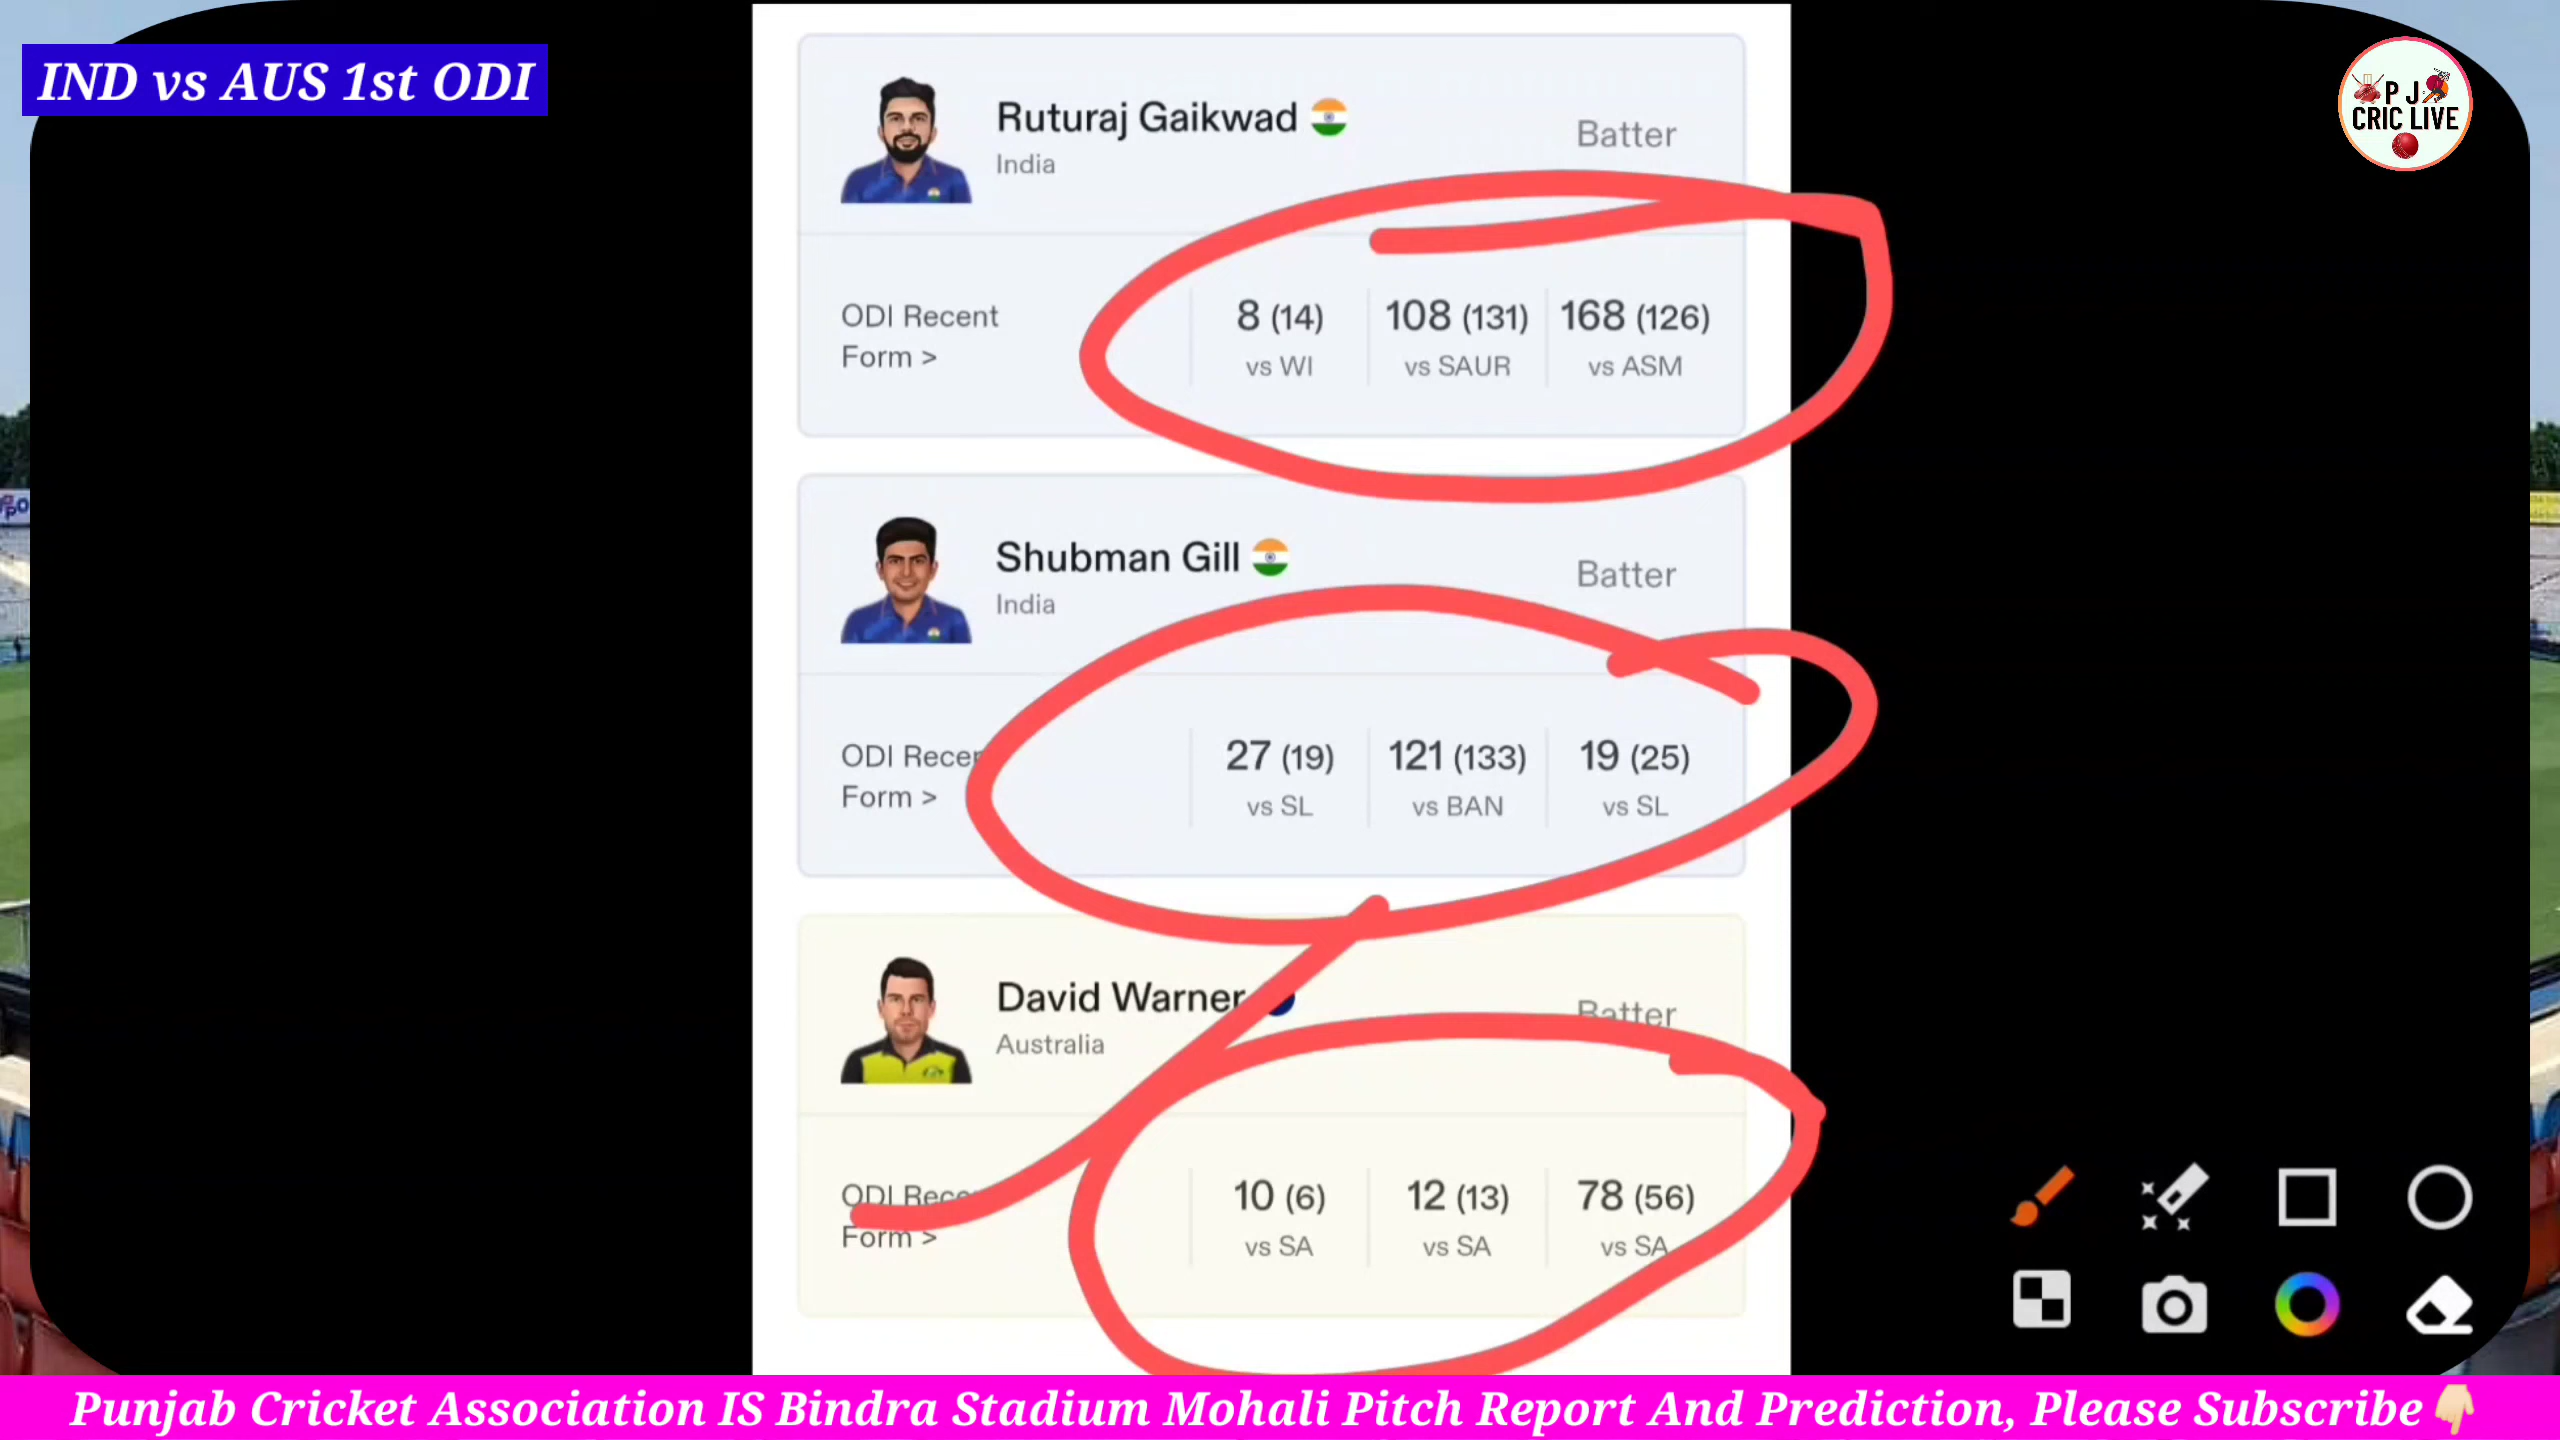 IND vs AUS 1st ODI
P J
CRIC LIVE
Ruturaj Gaikwad
India
Batter
ODI Recent
Form >
8 (14)
vs WI
108 (131)
vs SAUR
168 (126)
vs ASM
Shubman Gill
India
Batter
ODI Recen
Form >
27 (19)
vs SL
121 (133)
vs BAN
19 (25)
vs SL
David Warner
Australia
Batter
ODI Rece
Form >
10 (6)
vs SA
12 (13)
vs SA
78 (56)
vs SA
Punjab Cricket Association IS Bindra Stadium Mohali Pitch Report And Prediction, Please Subscribe👇🏻